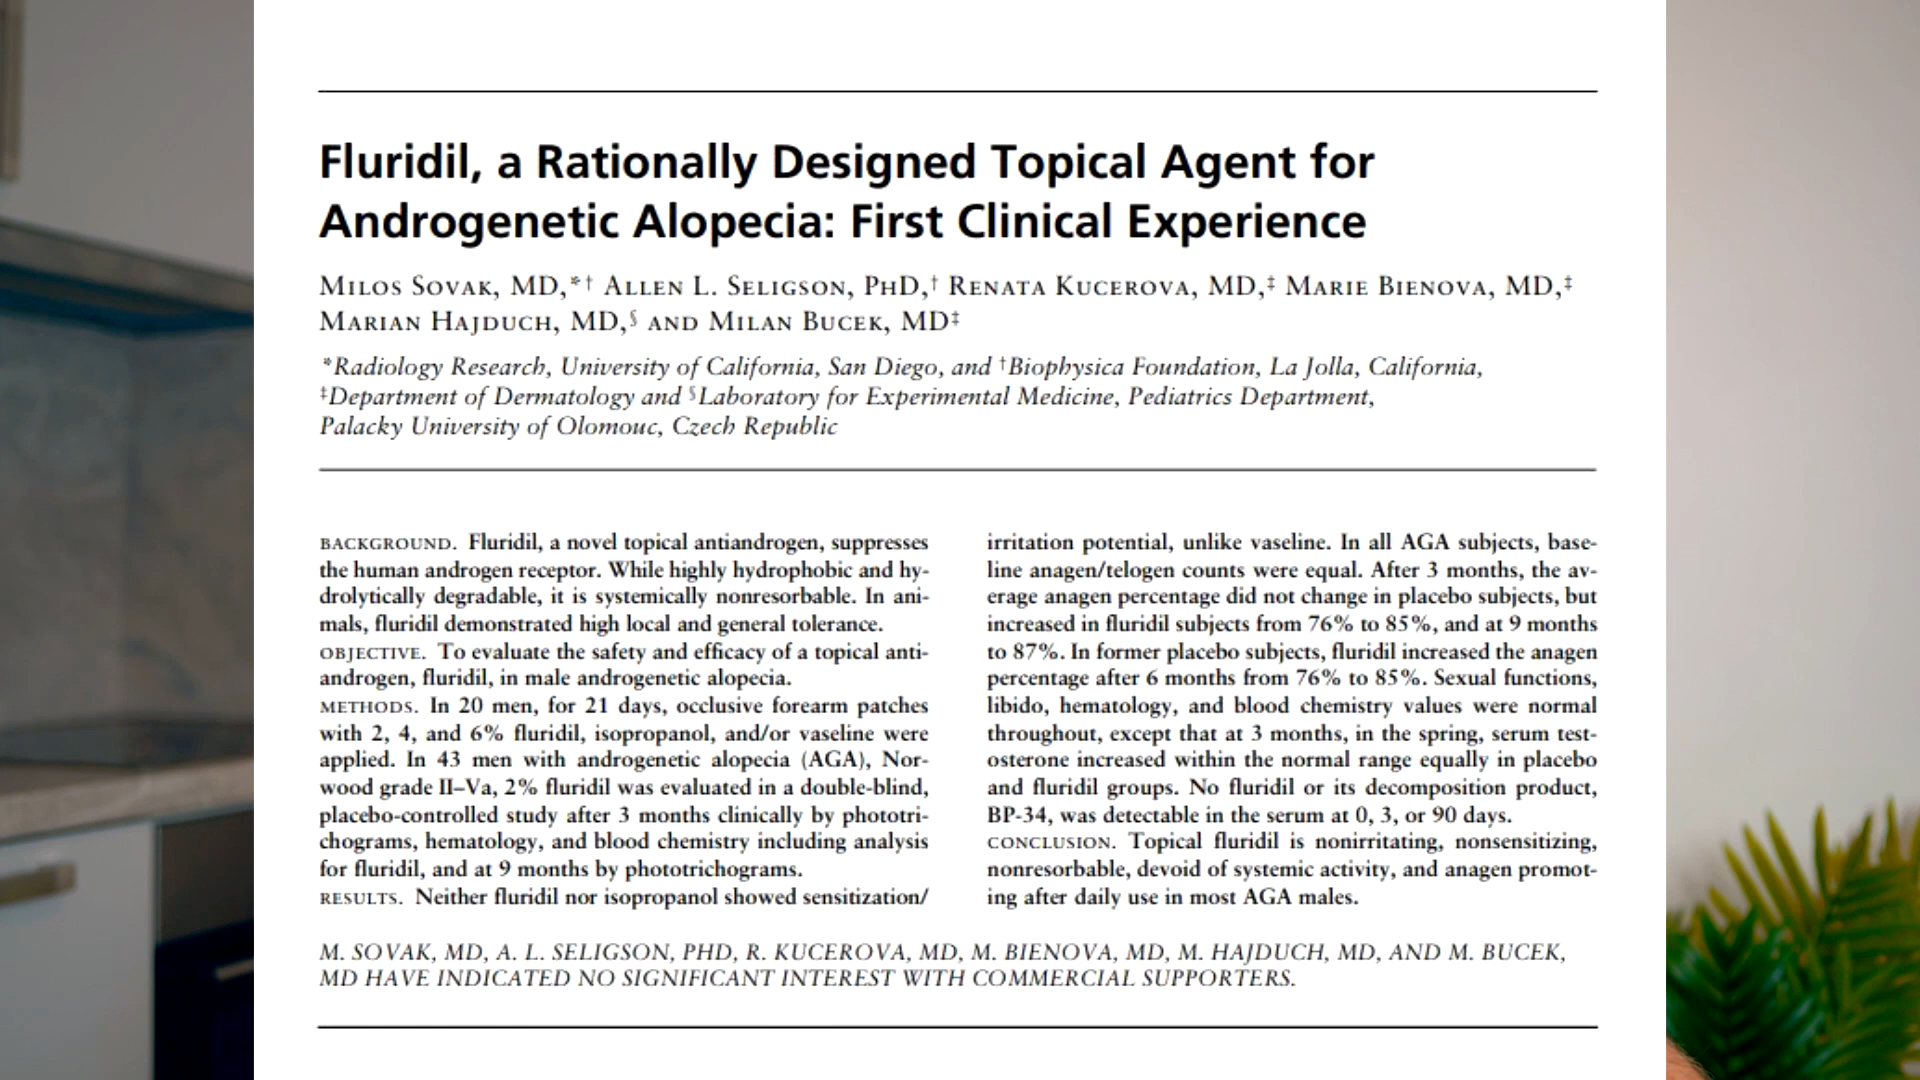 Fluridil, a Rationally Designed Topical Agent for
Androgenetic Alopecia: First Clinical Experience
MILOS SOVAK, MD,*† ALLEN L. SELIGSON, PHD,† RENATA KUCEROVA, MD,‡ MARIE BIENOVA, MD,‡
MARIAN HAJDUCH, MD,§ AND MILAN BUCEK, MD‡
*Radiology Research, University of California, San Diego, and †Biophysica Foundation, La Jolla, California,
‡Department of Dermatology and §Laboratory for Experimental Medicine, Pediatrics Department,
Palacky University of Olomouc, Czech Republic
BACKGROUND. Fluridil, a novel topical antiandrogen, suppresses
the human androgen receptor. While highly hydrophobic and hy-
drolytically degradable, it is systemically nonresorbable. In ani-
mals, fluridil demonstrated high local and general tolerance.
OBJECTIVE. To evaluate the safety and efficacy of a topical anti-
androgen, fluridil, in male androgenetic alopecia.
METHODS. In 20 men, for 21 days, occlusive forearm patches
with 2, 4, and 6% fluridil, isopropanol, and/or vaseline were
applied. In 43 men with androgenetic alopecia (AGA), Nor-
wood grade II–Va, 2% fluridil was evaluated in a double-blind,
placebo-controlled study after 3 months clinically by phototri-
chograms, hematology, and blood chemistry including analysis
for fluridil, and at 9 months by phototrichograms.
RESULTS. Neither fluridil nor isopropanol showed sensitization/
irritation potential, unlike vaseline. In all AGA subjects, base-
line anagen/telogen counts were equal. After 3 months, the av-
erage anagen percentage did not change in placebo subjects, but
increased in fluridil subjects from 76% to 85%, and at 9 months
to 87%. In former placebo subjects, fluridil increased the anagen
percentage after 6 months from 76% to 85%. Sexual functions,
libido, hematology, and blood chemistry values were normal
throughout, except that at 3 months, in the spring, serum test-
osterone increased within the normal range equally in placebo
and fluridil groups. No fluridil or its decomposition product,
BP-34, was detectable in the serum at 0, 3, or 90 days.
CONCLUSION. Topical fluridil is nonirritating, nonsensitizing,
nonresorbable, devoid of systemic activity, and anagen promot-
ing after daily use in most AGA males.
M. SOVAK, MD, A. L. SELIGSON, PHD, R. KUCEROVA, MD, M. BIENOVA, MD, M. HAJDUCH, MD, AND M. BUCEK,
MD HAVE INDICATED NO SIGNIFICANT INTEREST WITH COMMERCIAL SUPPORTERS.